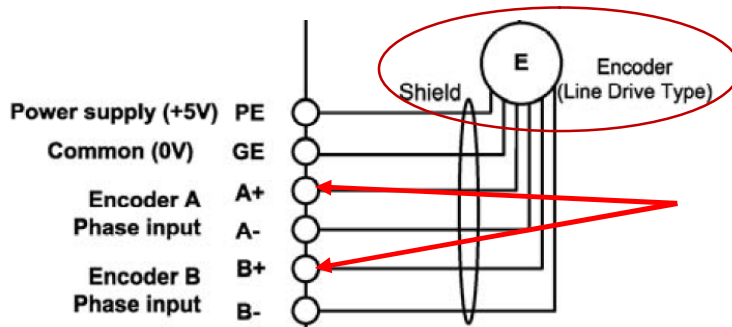 E
Encoder
Shield (Line Drive Type)
Power supply (+5V) PE
Common (0V) GE
Encoder A A+
Phase input A-
Encoder B B+
Phase input B-